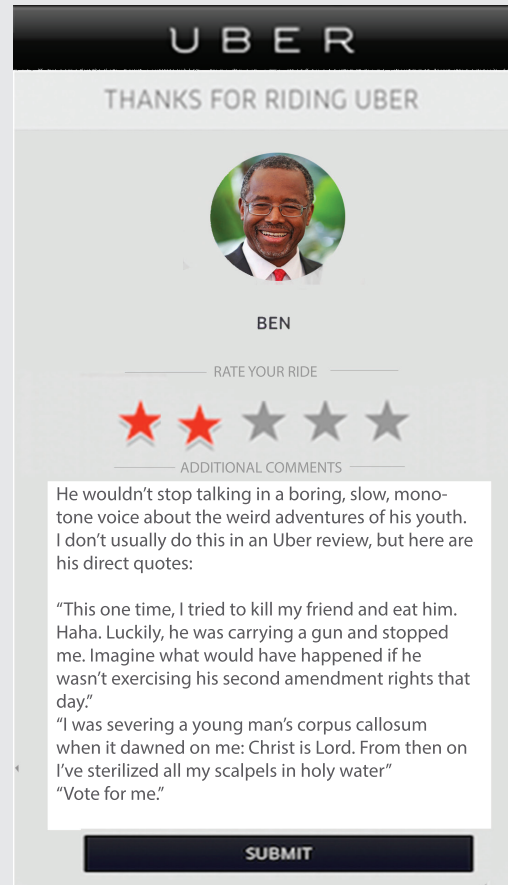 UBER
THANKS FOR RIDING UBER
BEN
RATE YOUR RIDE
ADDITIONAL COMMENTS
He wouldn’t stop talking in a boring, slow, mono-
tone voice about the weird adventures of his youth.
I don’t usually do this in an Uber review, but here are
his direct quotes:
“This one time, I tried to kill my friend and eat him.
Haha. Luckily, he was carrying a gun and stopped
me. Imagine what would have happened if he
wasn’t exercising his second amendment rights that
day.”
“I was severing a young man’s corpus callosum
when it dawned on me: Christ is Lord. From then on
I’ve sterilized all my scalpels in holy water”
“Vote for me.”
SUBMIT